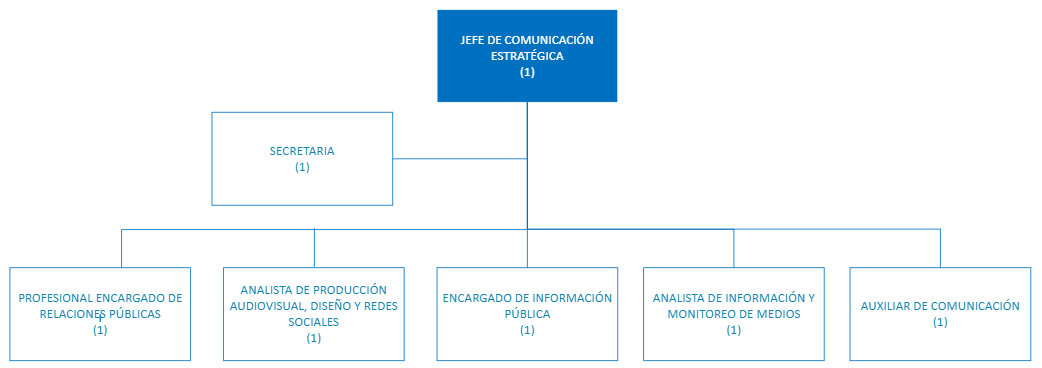 JEFE DE COMUNICACIÓN
ESTRATÉGICA
(1)
SECRETARIA
(1)
PROFESIONAL ENCARGADO DE
RELACIONES PÚBLICAS
(1)
ANALISTA DE PRODUCCIÓN
AUDIOVISUAL, DISEÑO Y REDES
SOCIALES
(1)
ENCARGADO DE INFORMACIÓN
PÚBLICA
(1)
ANALISTA DE INFORMACIÓN Y
MONITOREO DE MEDIOS
(1)
AUXILIAR DE COMUNICACIÓN
(1)